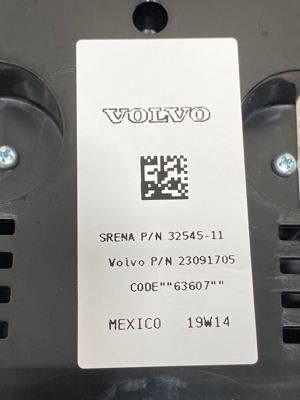 VOLVO
SRENA P/N 32545-11
Volvo P/N 23091705
CODE""63607""
MEXICO 19W14